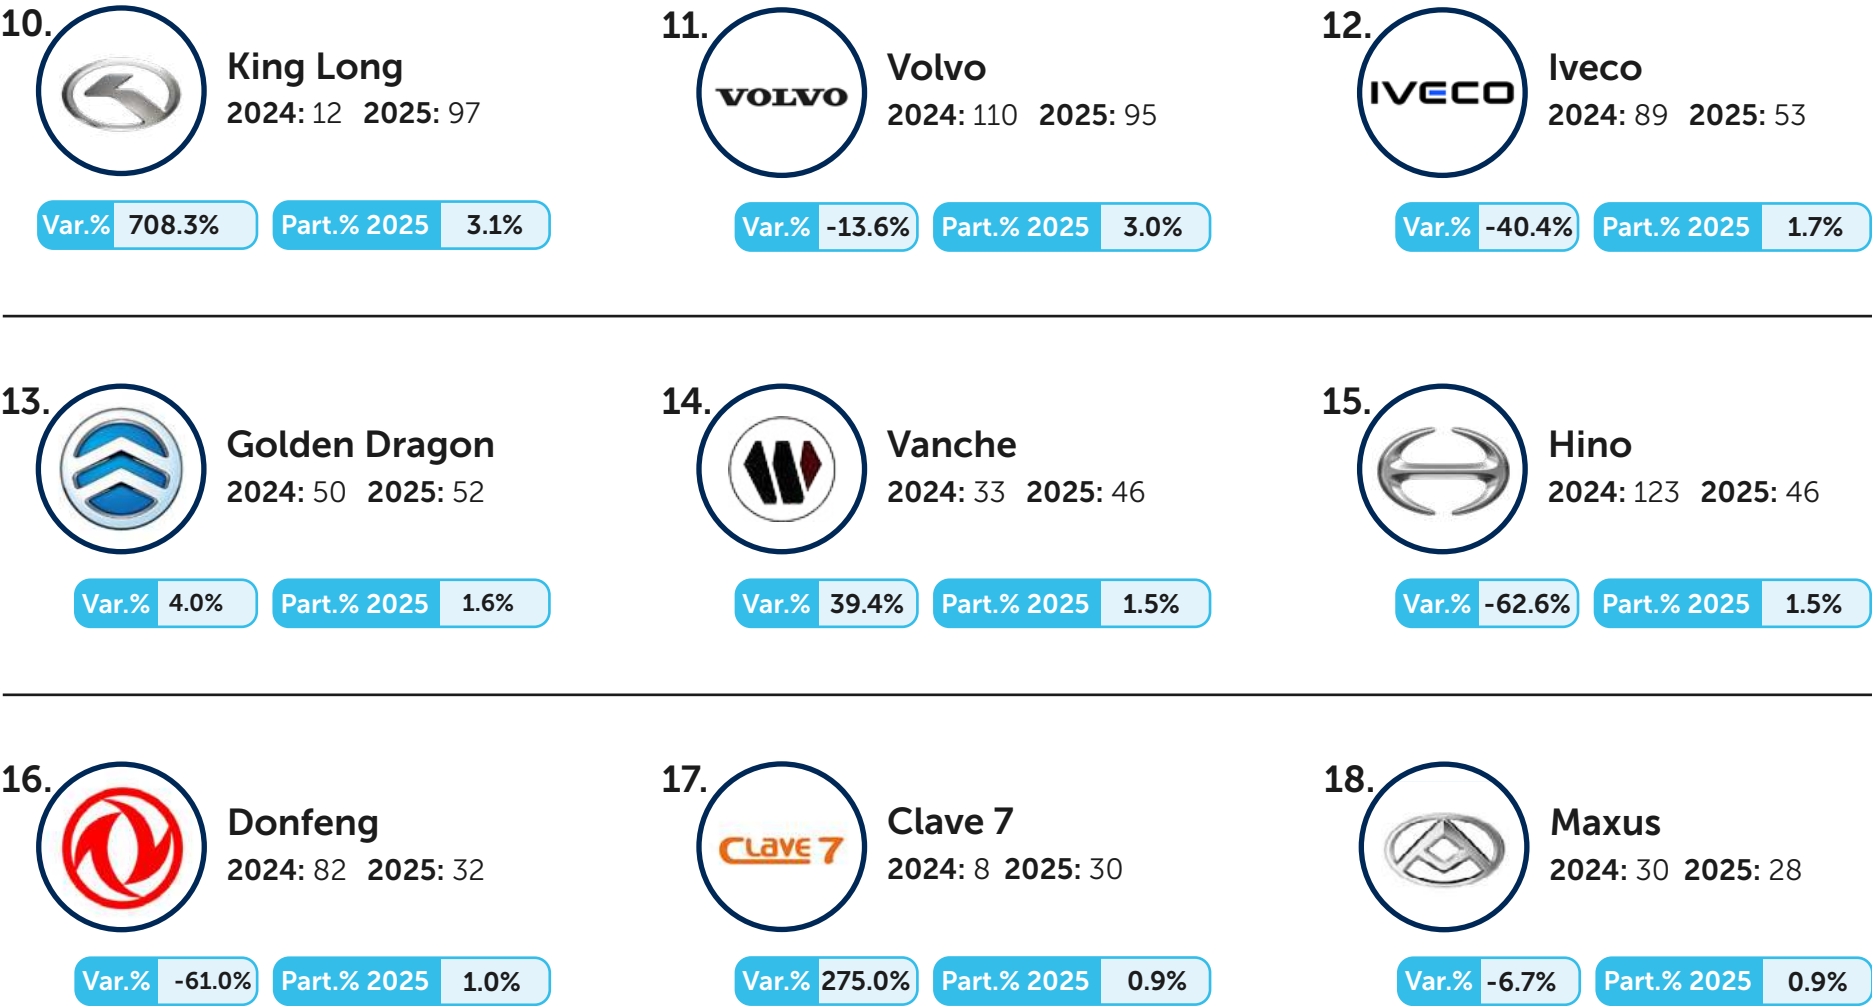 10.
King Long
2024: 12 2025: 97
Var.% 708.3% Part.% 2025 3.1%
11.
VOLVO
Volvo
2024: 110 2025: 95
Var.% -13.6% Part.% 2025 3.0%
12.
IVECO
Iveco
2024: 89 2025: 53
Var.% -40.4% Part.% 2025 1.7%
13.
Golden Dragon
2024: 50 2025: 52
Var.% 4.0% Part.% 2025 1.6%
14.
Vanche
2024: 33 2025: 46
Var.% 39.4% Part.% 2025 1.5%
15.
Hino
2024: 123 2025: 46
Var.% -62.6% Part.% 2025 1.5%
16.
Donfeng
2024: 82 2025: 32
Var.% -61.0% Part.% 2025 1.0%
17.
CLAVE 7
Clave 7
2024: 8 2025: 30
Var.% 275.0% Part.% 2025 0.9%
18.
Maxus
2024: 30 2025: 28
Var.% -6.7% Part.% 2025 0.9%